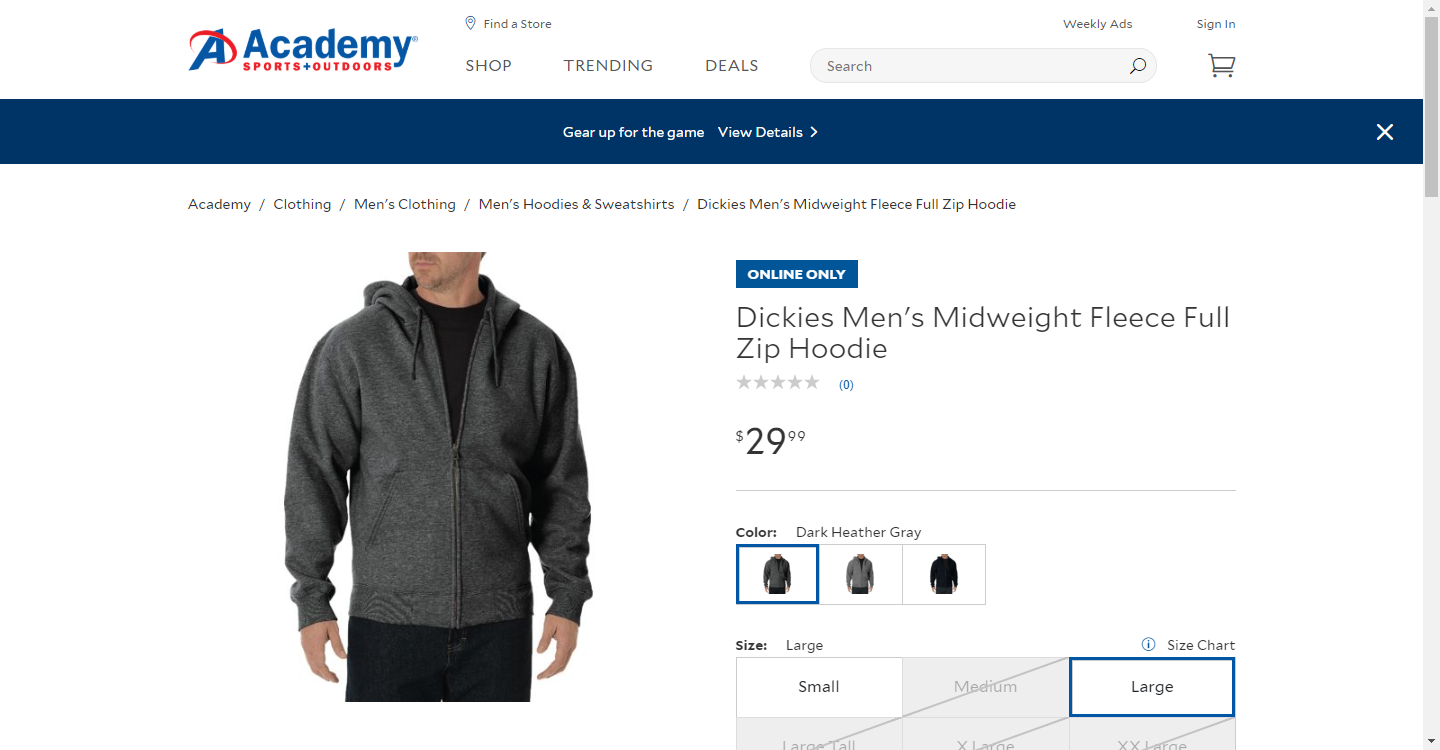 Find a Store
Weekly Ads
Sign In
Academy®
SPORTS+OUTDOORS
SHOP
TRENDING
DEALS
Search
Gear up for the game View Details
Academy / Clothing / Men's Clothing / Men's Hoodies & Sweatshirts / Dickies Men's Midweight Fleece Full Zip Hoodie
ONLINE ONLY
Dickies Men's Midweight Fleece Full
Zip Hoodie
(0)
$29 99
Color: Dark Heather Gray
Size: Large
Size Chart
Small
Medium
Large
Large Tall
X Large
XX Large